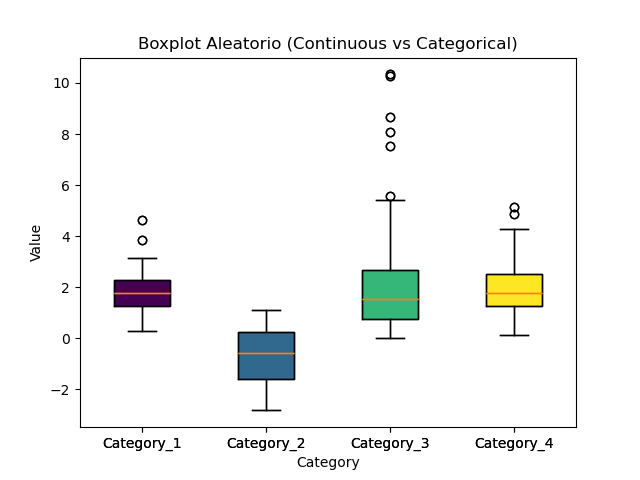 Boxplot Aleatorio (Continuous vs Categorical)
10
8
6
4
2
0
−2
Value
Category_1 Category_2 Category_3 Category_4
Category